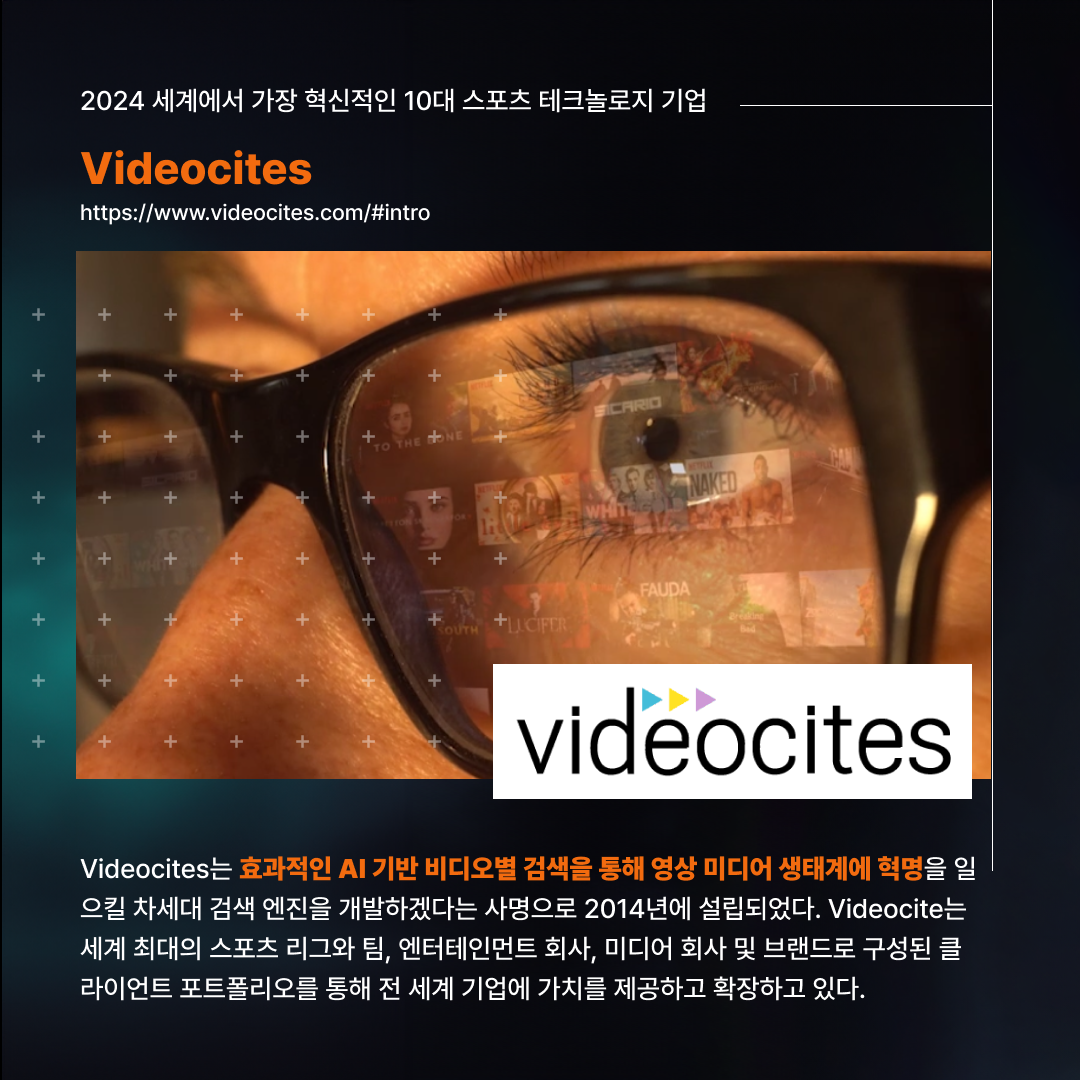 2024 세계에서 가장 혁신적인 10대 스포츠 테크놀로지 기업
Videocites
https://www.videocites.com/#intro
SICARIO
TO THE BONE
NETFLIX
NAKED
WHITE
FAUDA
SOUTH
LUCIFER
videocites
Videocites는 효과적인 AI 기반 비디오별 검색을 통해 영상 미디어 생태계에 혁명을 일
으킬 차세대 검색 엔진을 개발하겠다는 사명으로 2014년에 설립되었다. Videocite는
세계 최대의 스포츠 리그와 팀, 엔터테인먼트 회사, 미디어 회사 및 브랜드로 구성된 클
라이언트 포트폴리오를 통해 전 세계 기업에 가치를 제공하고 확장하고 있다.